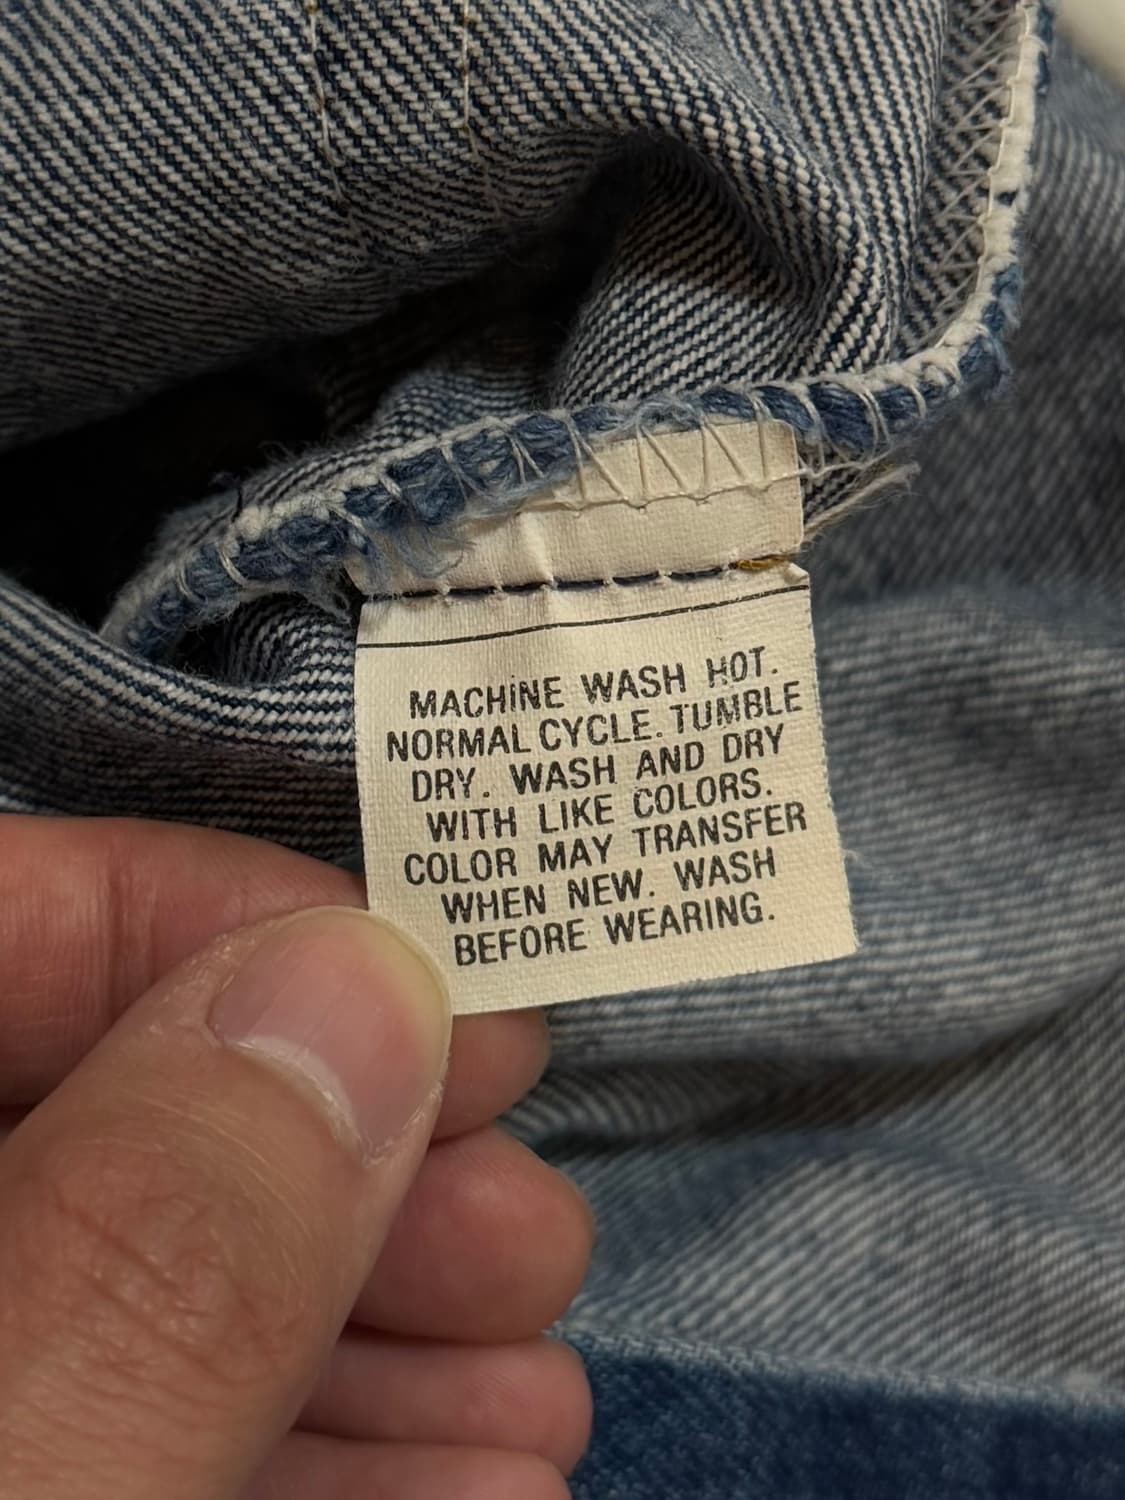 MACHINE WASH HOT.
NORMAL CYCLE. TUMBLE
DRY. WASH AND DRY
WITH LIKE COLORS.
COLOR MAY TRANSFER
WHEN NEW. WASH
BEFORE WEARING.